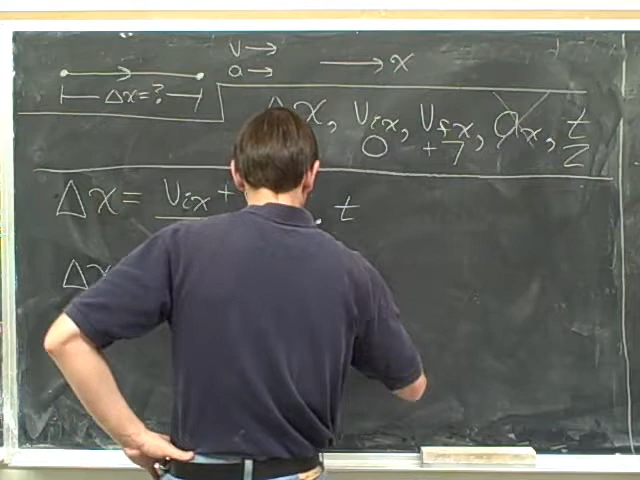 v→
a→
→x
Δx=?
Δx, Vix, Vfx, ax, t
0 +7 2
Δx= Vix+ · t
Δx